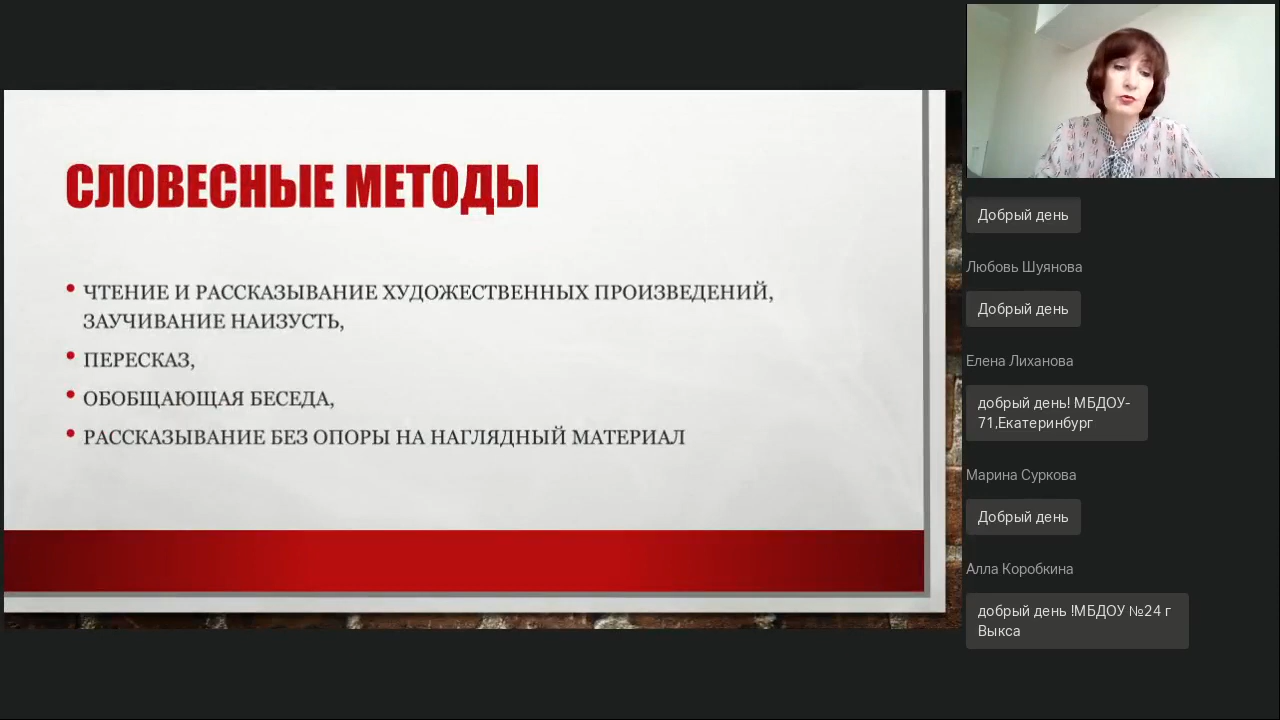 СЛОВЕСНЫЕ МЕТОДЫ
• ЧТЕНИЕ И РАССКАЗЫВАНИЕ ХУДОЖЕСТВЕННЫХ ПРОИЗВЕДЕНИЙ,
ЗАУЧИВАНИЕ НАИЗУСТЬ,
• ПЕРЕСКАЗ,
• ОБОБЩАЮЩАЯ БЕСЕДА,
• РАССКАЗЫВАНИЕ БЕЗ ОПОРЫ НА НАГЛЯДНЫЙ МАТЕРИАЛ
Добрый день
Любовь Шуянова
Добрый день
Елена Лиханова
добрый день! МБДОУ-
71,Екатеринбург
Марина Суркова
Добрый день
Алла Коробкина
добрый день !МБДОУ №24 г
Выкса